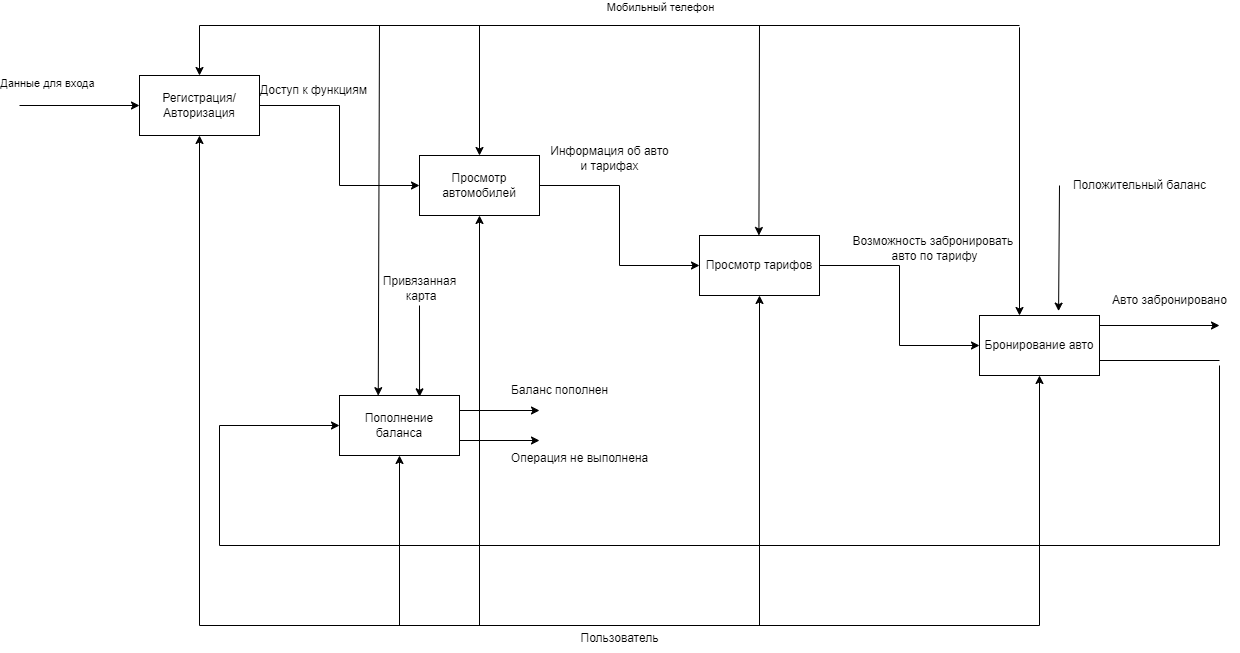 Мобильный телефон
Данные для входа
Регистрация/
Авторизация
Доступ к функциям
Просмотр
автомобилей
Информация об авто
и тарифах
Положительный баланс
Просмотр тарифов
Возможность забронировать
авто по тарифу
Привязанная
карта
Авто забронировано
Бронирование авто
Баланс пополнен
Пополнение
баланса
Операция не выполнена
Пользователь